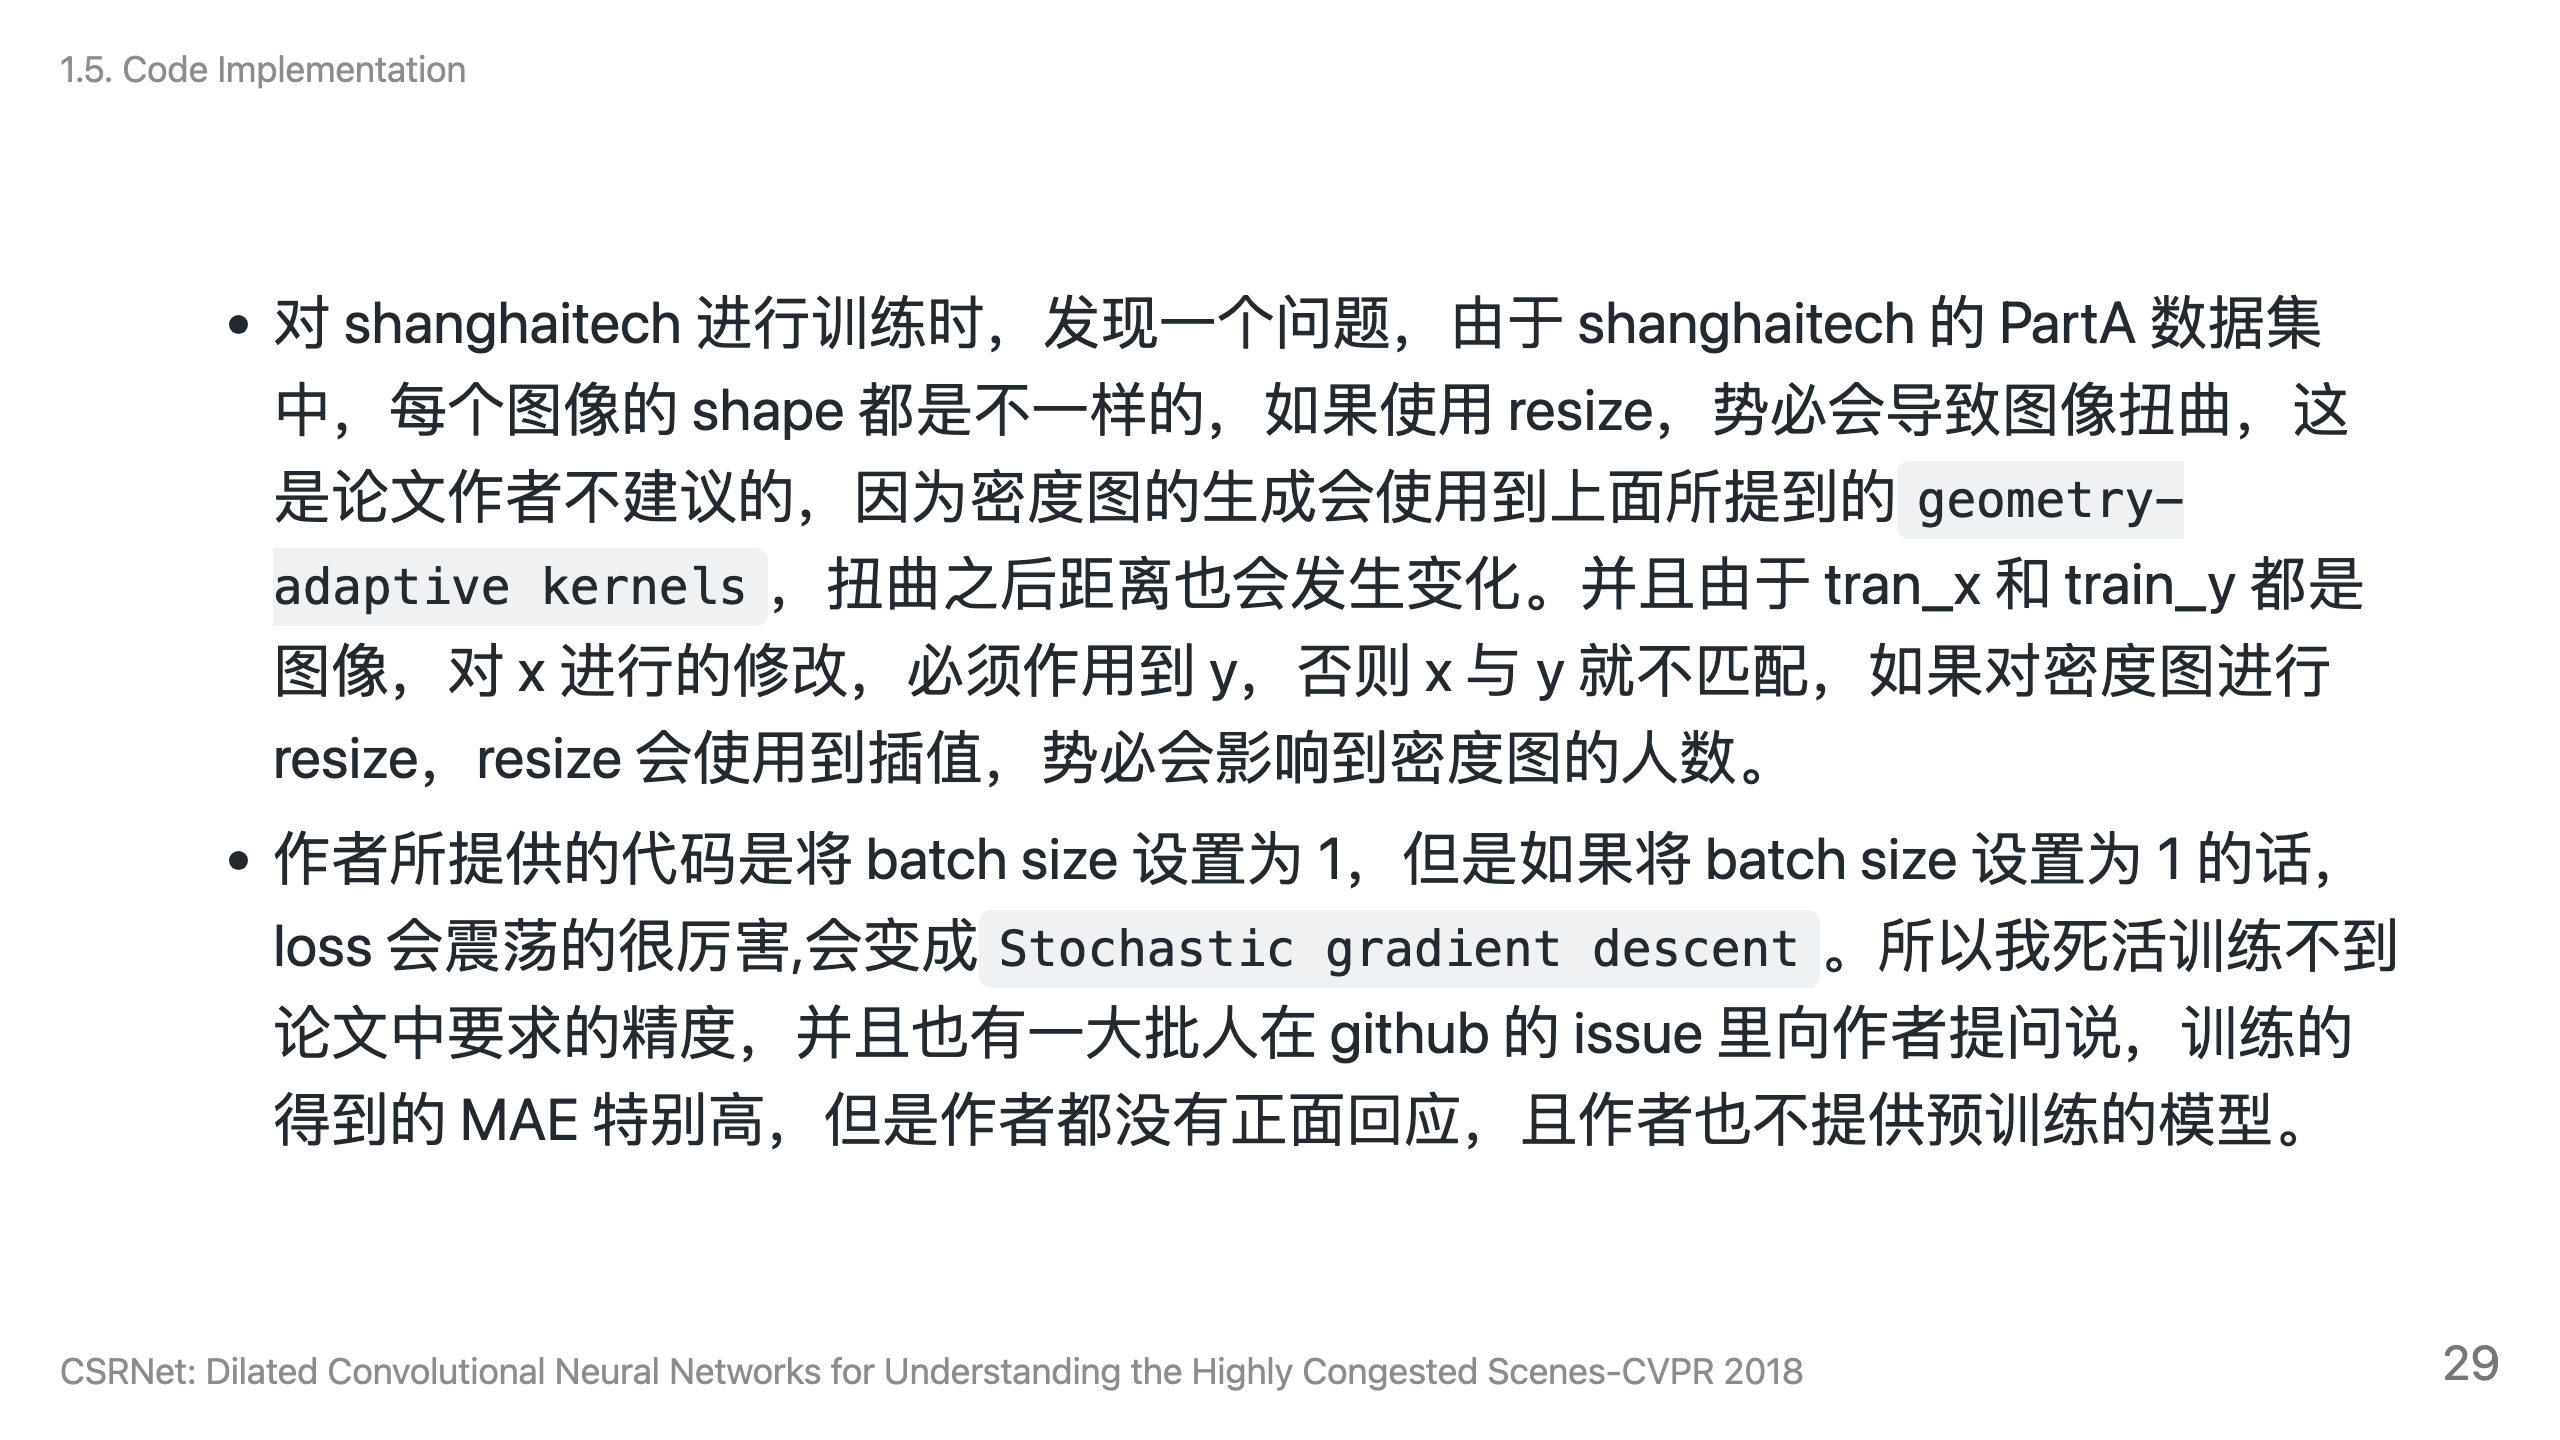 1.5. Code Implementation
• 对 shanghaitech 进行训练时，发现一个问题，由于 shanghaitech 的 PartA 数据集
中，每个图像的 shape 都是不一样的，如果使用 resize，势必会导致图像扭曲，这
是论文作者不建议的，因为密度图的生成会使用到上面所提到的 geometry-
adaptive kernels ，扭曲之后距离也会发生变化。并且由于 tran_x 和 train_y 都是
图像，对 x 进行的修改，必须作用到 y，否则 x 与 y 就不匹配，如果对密度图进行
resize，resize 会使用到插值，势必会影响到密度图的人数。
• 作者所提供的代码是将 batch size 设置为 1，但是如果将 batch size 设置为 1 的话，
loss 会震荡的很厉害,会变成 Stochastic gradient descent 。所以我死活训练不到
论文中要求的精度，并且也有一大批人在 github 的 issue 里向作者提问说，训练的
得到的 MAE 特别高，但是作者都没有正面回应，且作者也不提供预训练的模型。
CSRNet: Dilated Convolutional Neural Networks for Understanding the Highly Congested Scenes-CVPR 2018
29